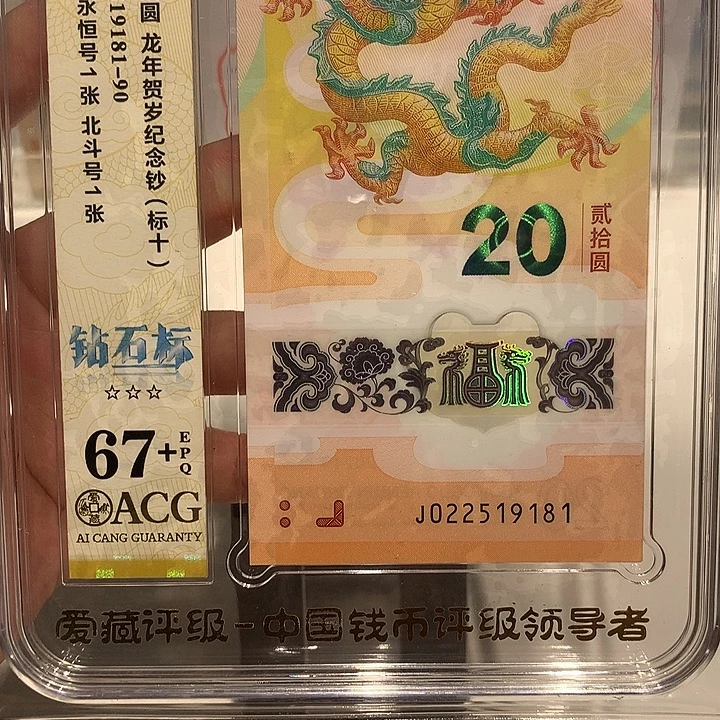 圆 龙年贺岁纪念钞(标十)
19181-90
永恒号1张 北斗号1张
钻石标
☆☆☆
67+EPQ
ACG
AI CANG GUARANTY
20
贰拾圆
J022519181
爱藏评级-中国钱币评级领导者